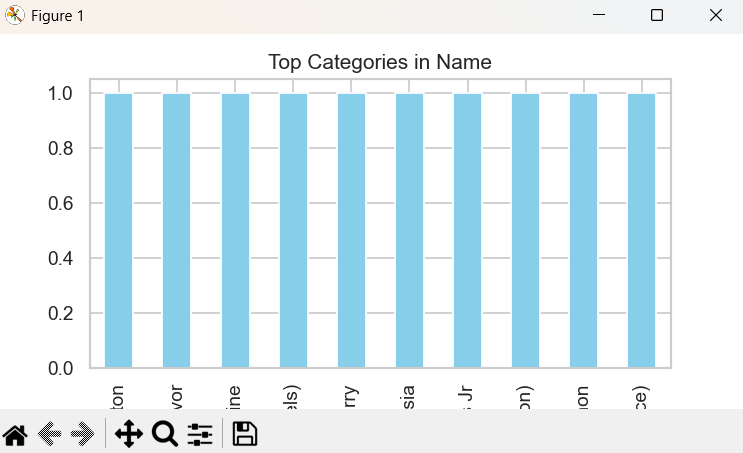 Figure 1
Top Categories in Name
1.0
0.8
0.6
0.4
0.2
0.0
ton
vor
ine
els)
rry
sia
s Jr
on)
non
ce)